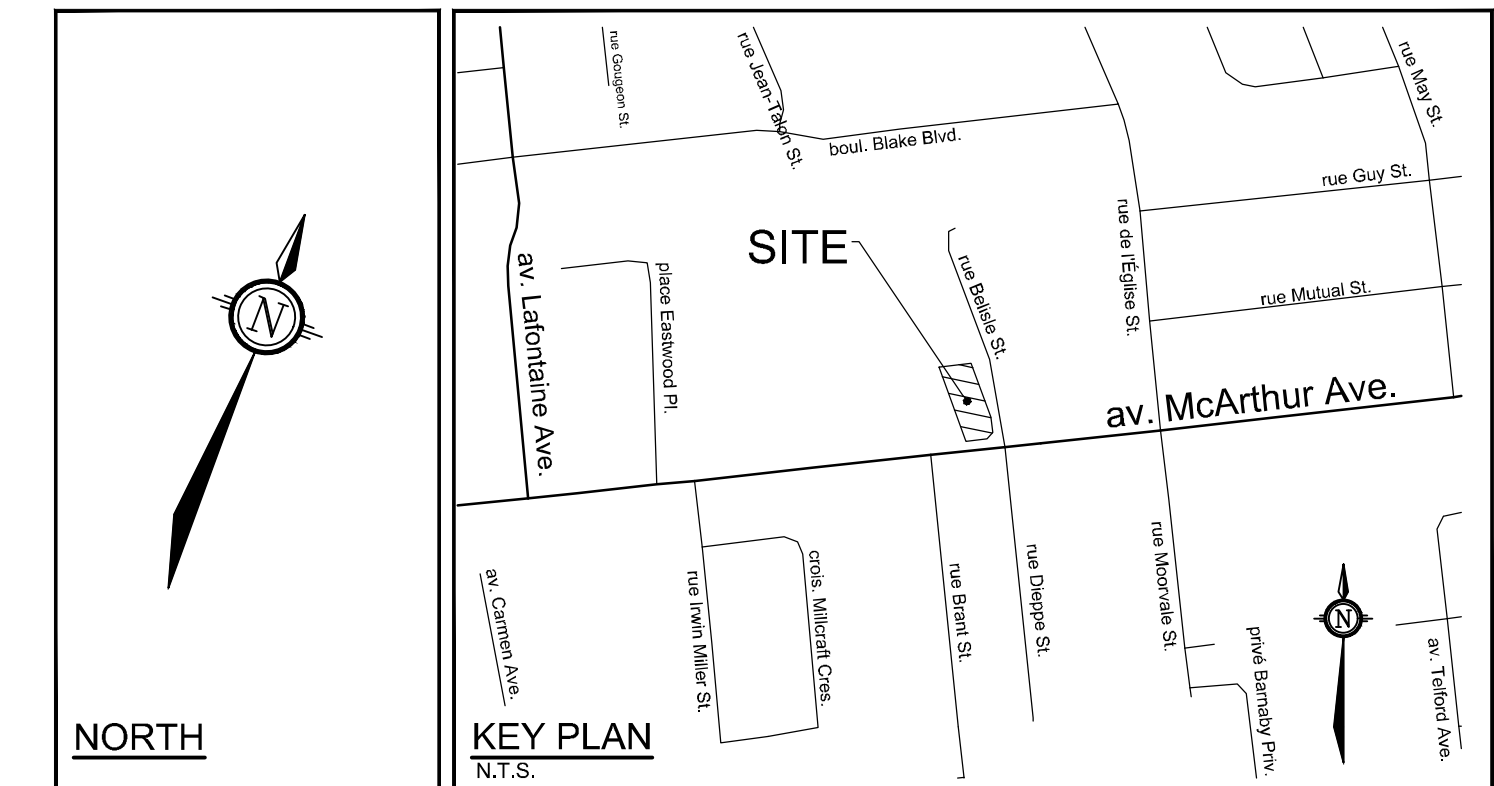 N
NORTH
rue Gougeon St.
rue Jean-Talon St.
rue May St.
boul. Blake Blvd.
rue Guy St.
SITE
rue de l'Église St.
av. Lafontaine Ave.
place Eastwood Pl.
rue Belisle St.
rue Mutual St.
av. McArthur Ave.
av. Carmen Ave.
rue Irwin Miller St.
crois. Millcraft Cres.
rue Brant St.
rue Dieppe St.
rue Moorvale St.
privé Barnaby Priv.
N
av. Telford Ave.
KEY PLAN
N.T.S.